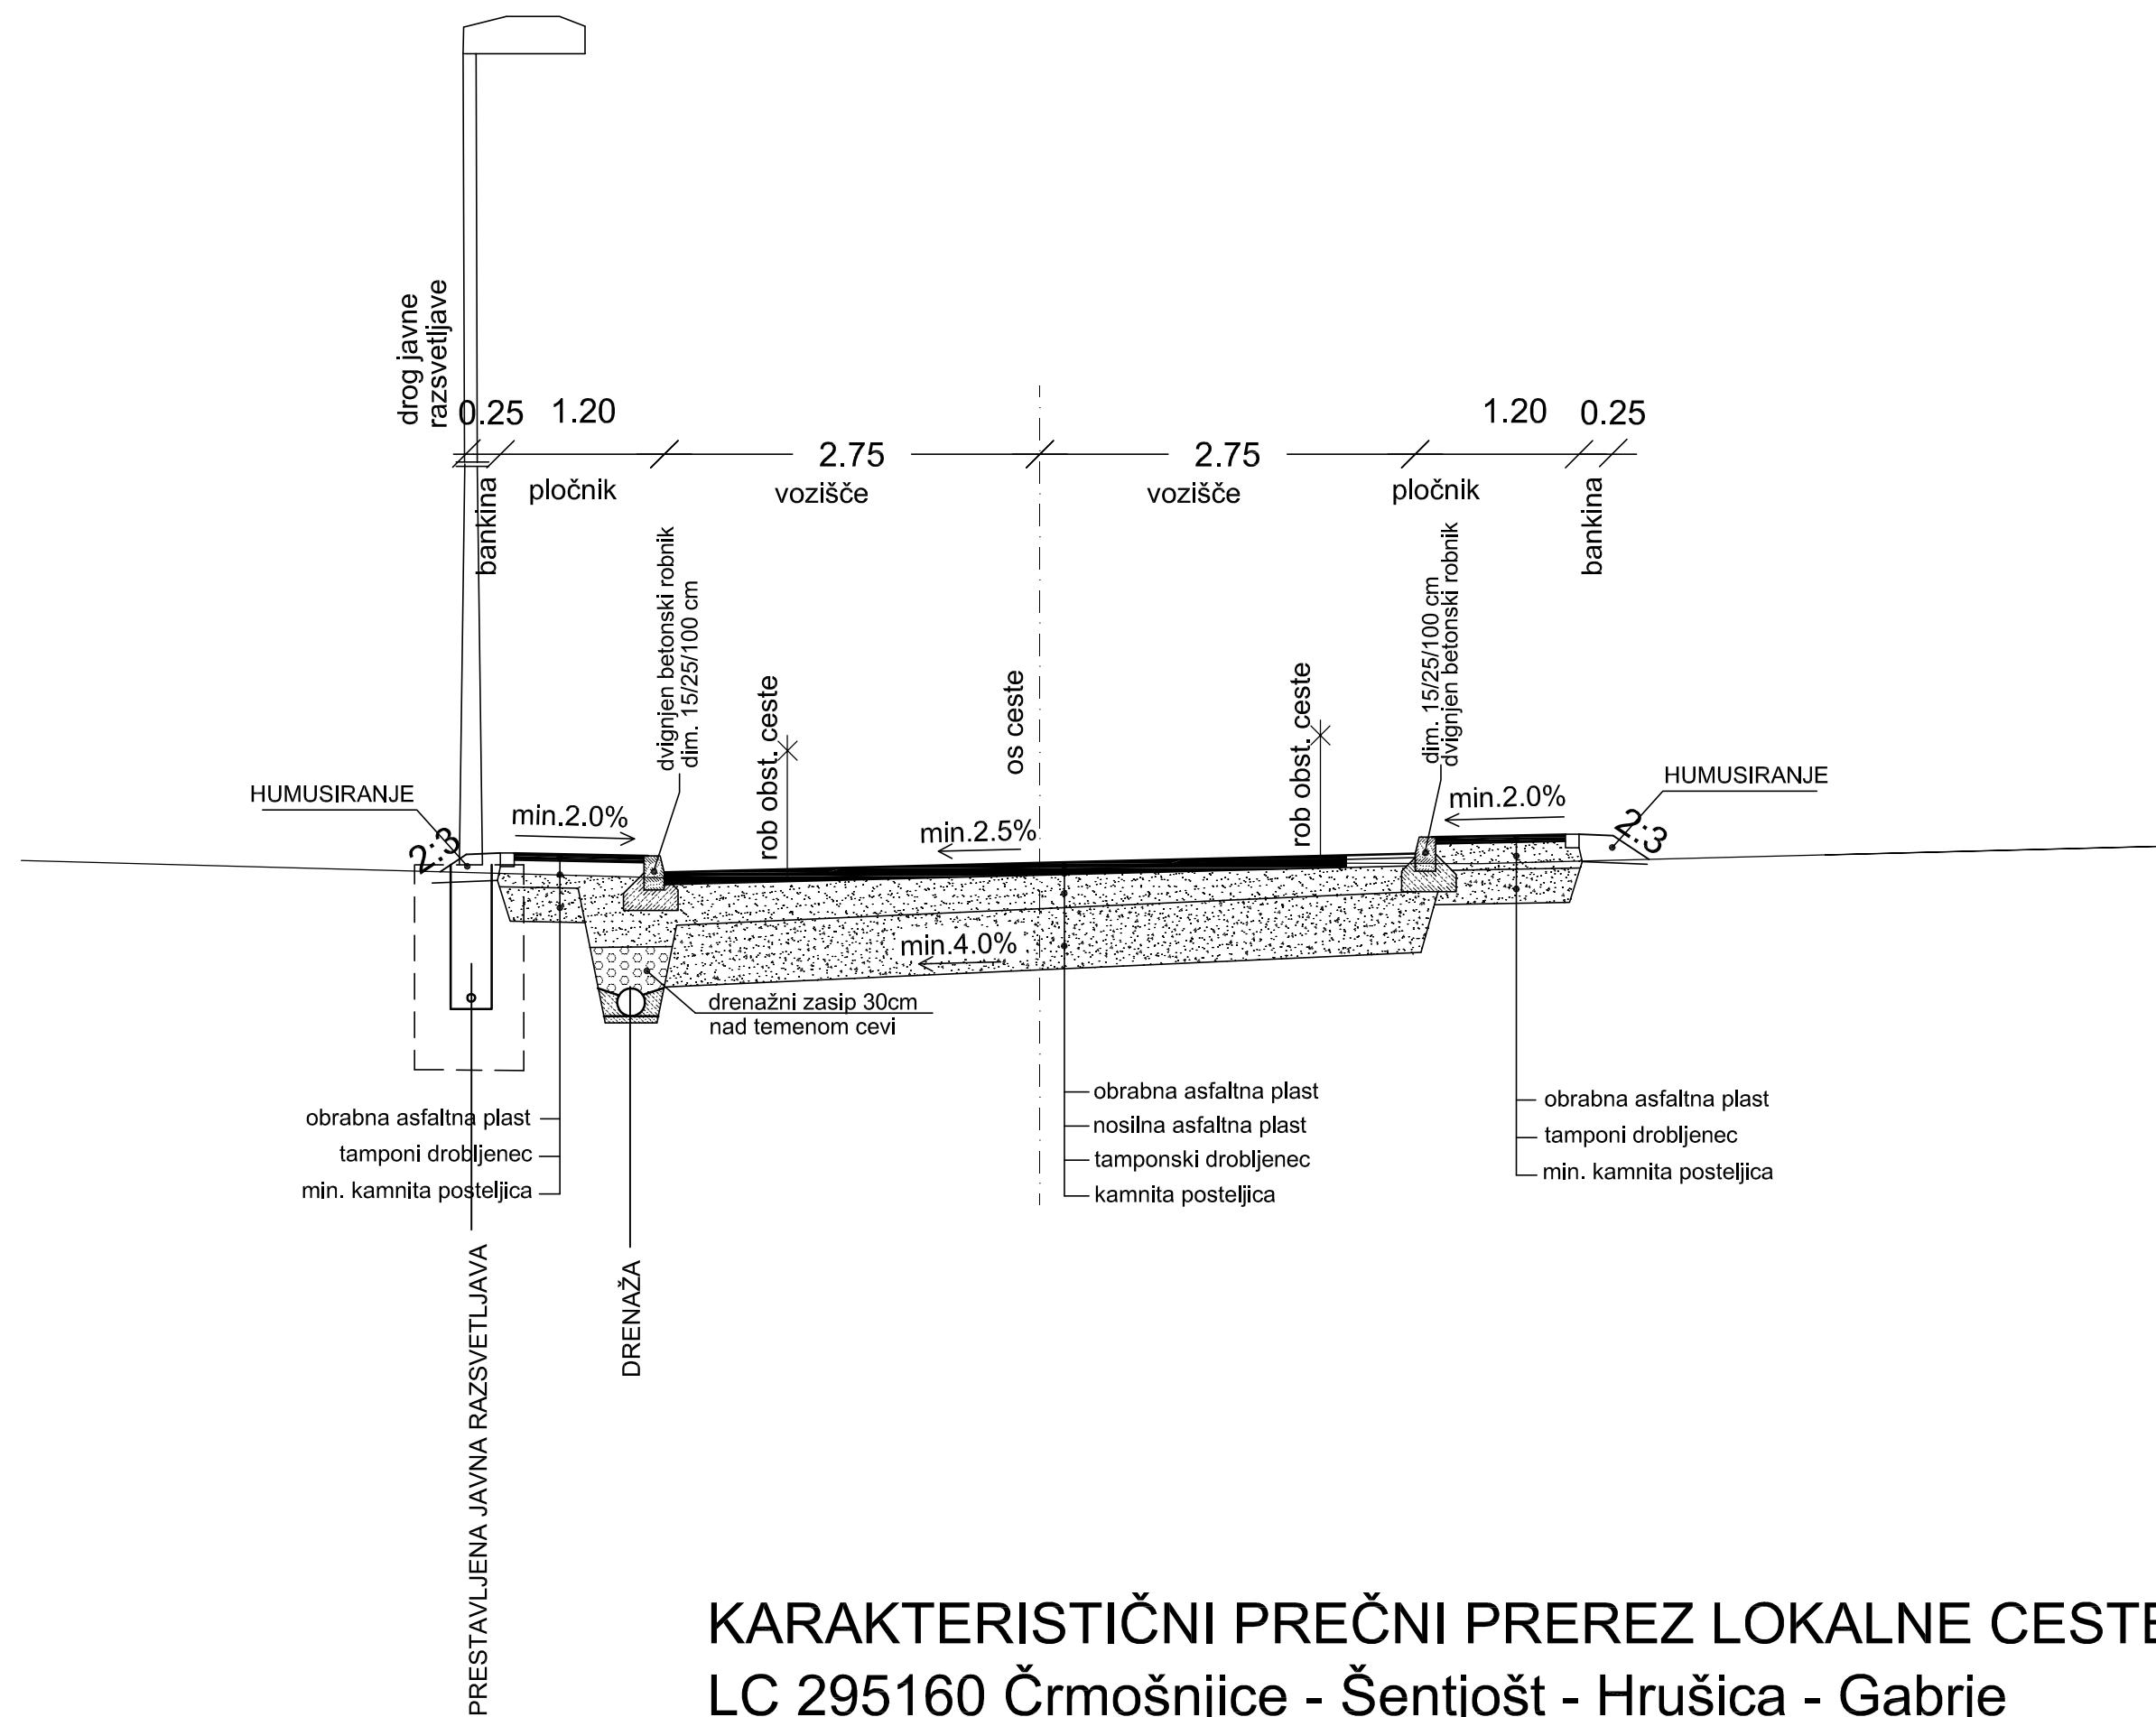 drog javne
razsvetljave
0.25
1.20
1.20
0.25
2.75
2.75
bankina
pločnik
vozišče
vozišče
pločnik
bankina
dvignjen betonski robnik
dim. 15/25/100 cm
rob obst. ceste
os ceste
rob obst. ceste
dim. 15/25/100 cm
dvignjen betonski robnik
HUMUSIRANJE
2:3
min.2.0%
min.2.5%
min.2.0%
2:3
HUMUSIRANJE
min.4.0%
drenažni zasip 30cm
nad temenom cevi
obrabna asfaltna plast
tamponi drobljenec
min. kamnita posteljica
obrabna asfaltna plast
nosilna asfaltna plast
tamponski drobljenec
kamnita posteljica
obrabna asfaltna plast
tamponi drobljenec
min. kamnita posteljica
PRESTAVLJENA JAVNA RAZSVETLJAVA
DRENAŽA
KARAKTERISTIČNI PREČNI PREREZ LOKALNE CESTE
LC 295160 Črmošnjice - Šentjošt - Hrušica - Gabrje